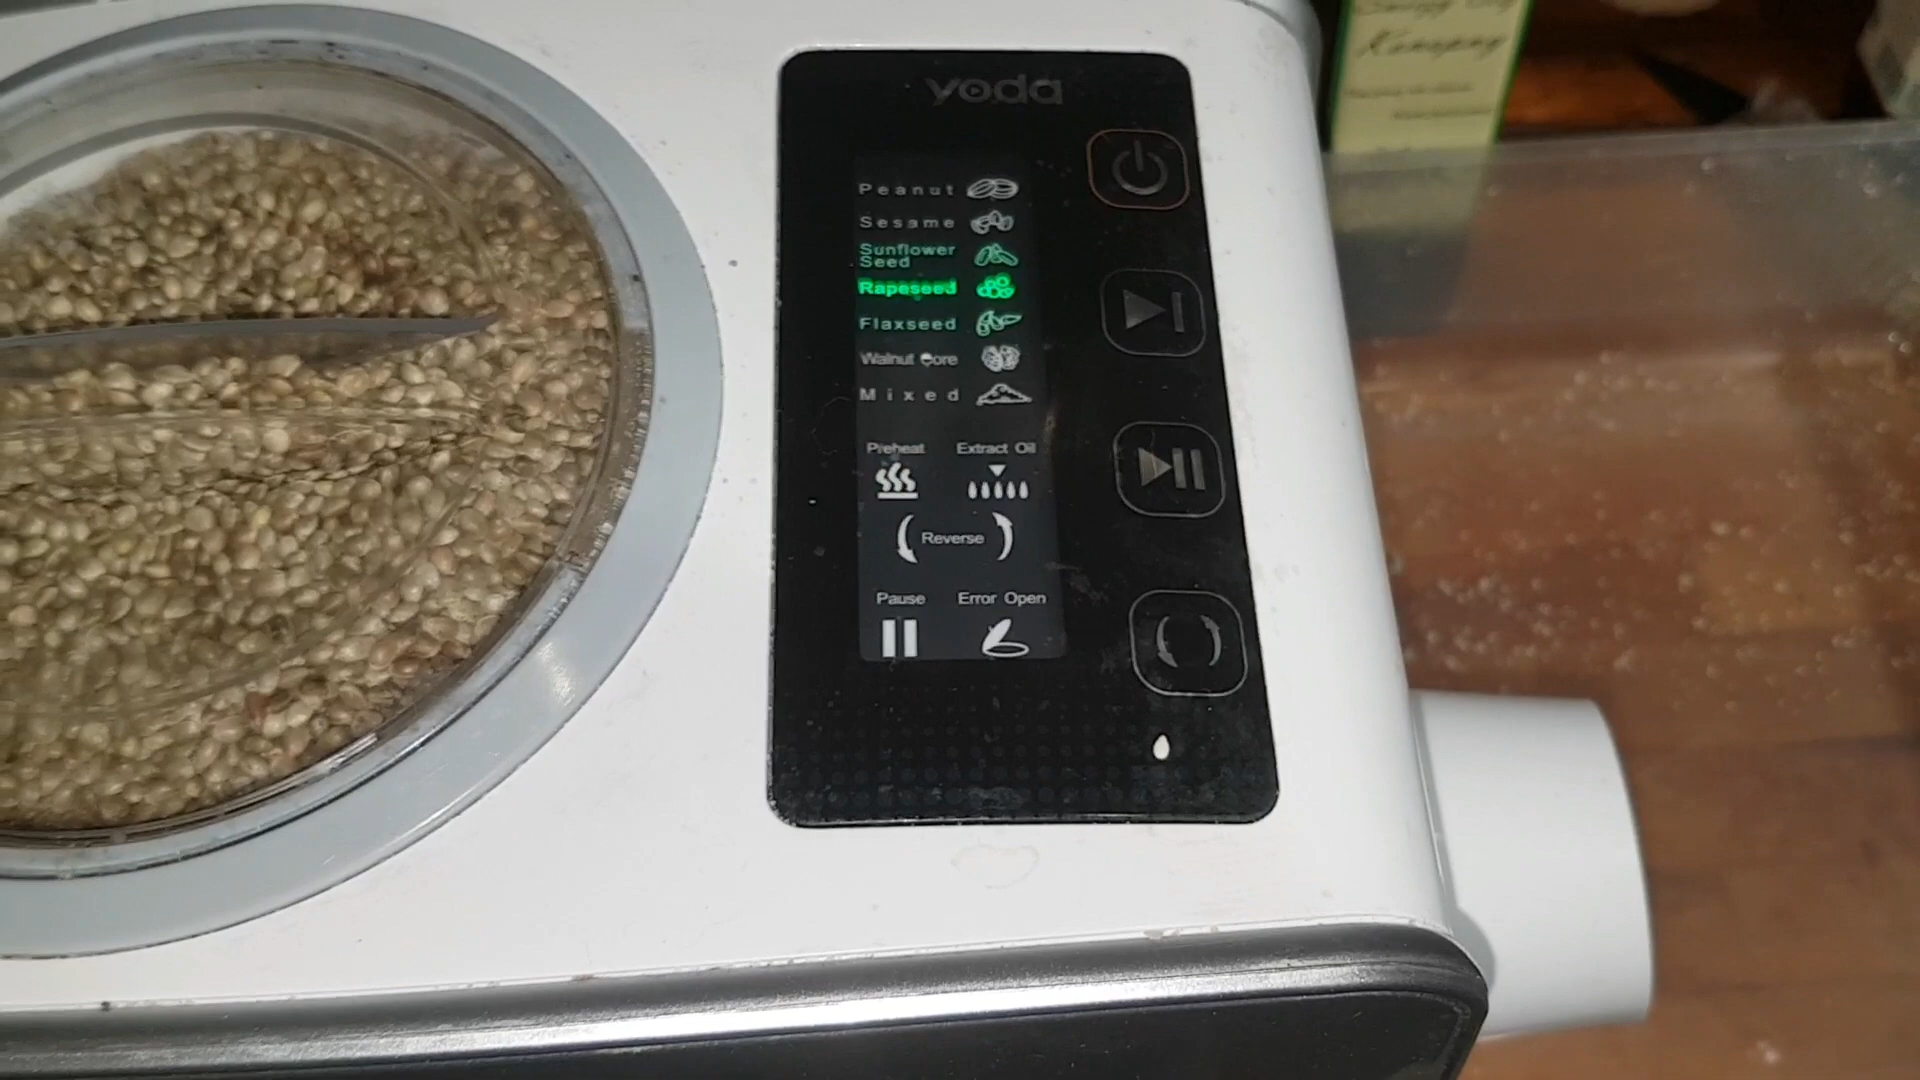 yoda
Peanut
Sesame
Sunflower
Seed
Rapeseed
Flaxseed
Walnut Core
Mixed
Preheat Extract Oil
Reverse
Pause Error Open